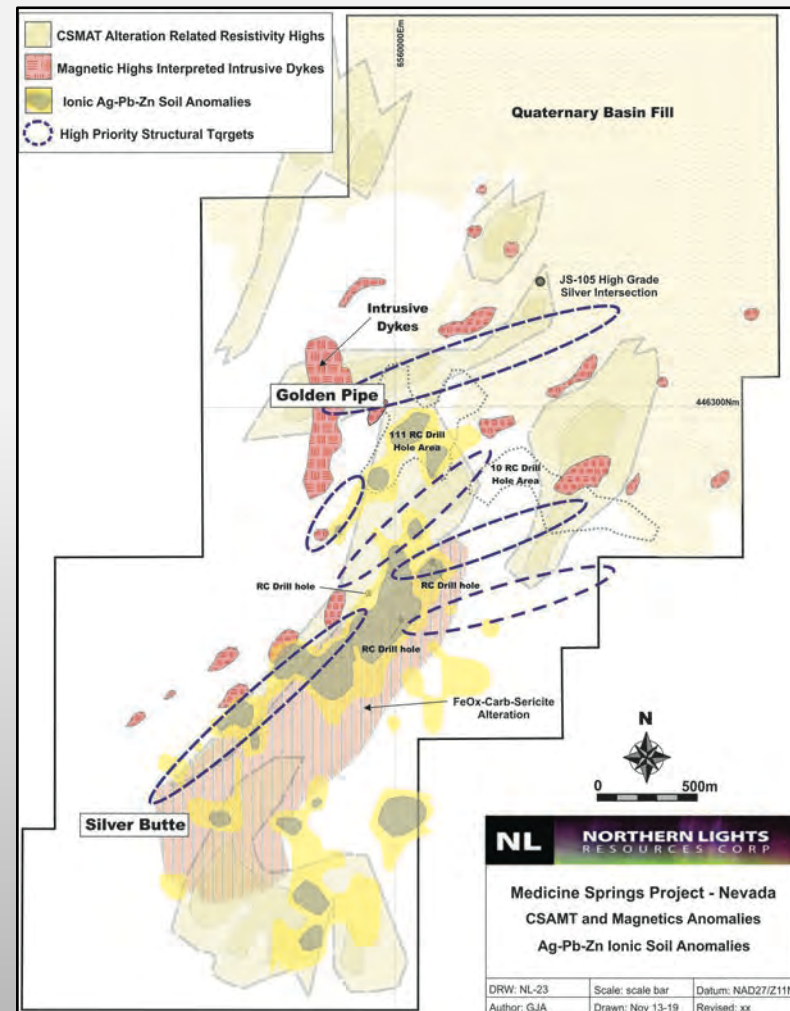 CSMAT Alteration Related Resistivity Highs
Magnetic Highs Interpreted Intrusive Dykes
Ionic Ag-Pb-Zn Soil Anomalies
High Priority Structural Tqrgets
6560000Em
Quaternary Basin Fill
JS-105 High Grade
Silver Intersection
Intrusive
Dykes
Golden Pipe
446300Nm
111 RC Drill
Hole Area
10 RC Drill
Hole Area
RC Drill hole
RC Drill hole
RC Drill hole
FeOx-Carb-Sericite
Alteration
N
0 500m
Silver Butte
NL
NORTHERN LIGHTS
RESOURCES CORP
Medicine Springs Project - Nevada
CSAMT and Magnetics Anomalies
Ag-Pb-Zn Ionic Soil Anomalies
DRW: NL-23 Scale: scale bar Datum: NAD27/Z11N
Author: GJA Drawn: Nov 13-19 Revised: xx